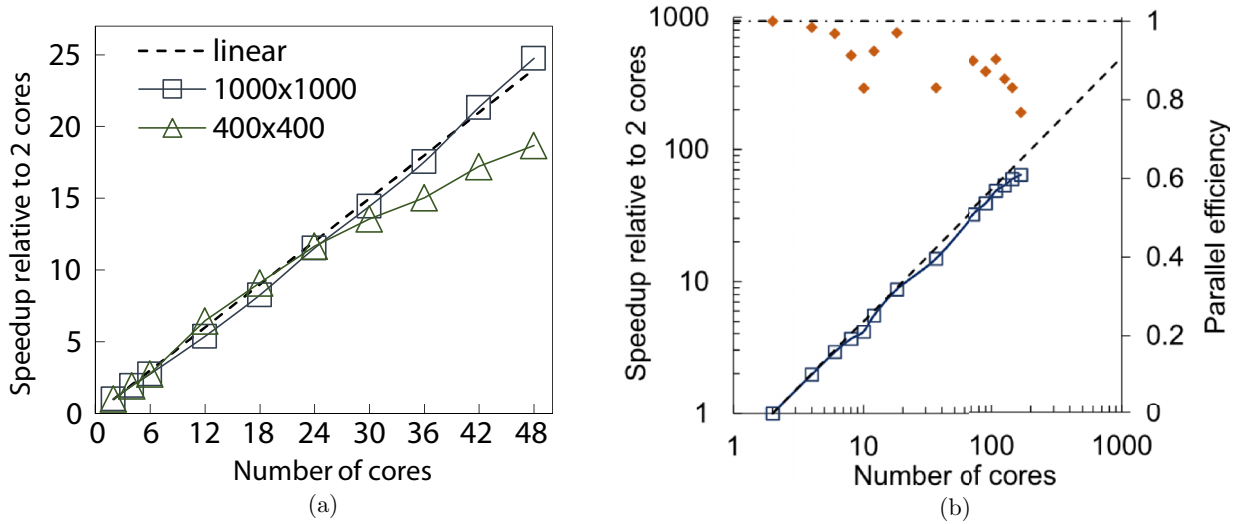 25
20
15
10
5
0
Speedup relative to 2 cores
linear
1000x1000
400x400
0 6 12 18 24 30 36 42 48
Number of cores
(a)
1000
100
10
1
Speedup relative to 2 cores
1
0.8
0.6
0.4
0.2
0
Parallel efficiency
1 10 100 1000
Number of cores
(b)